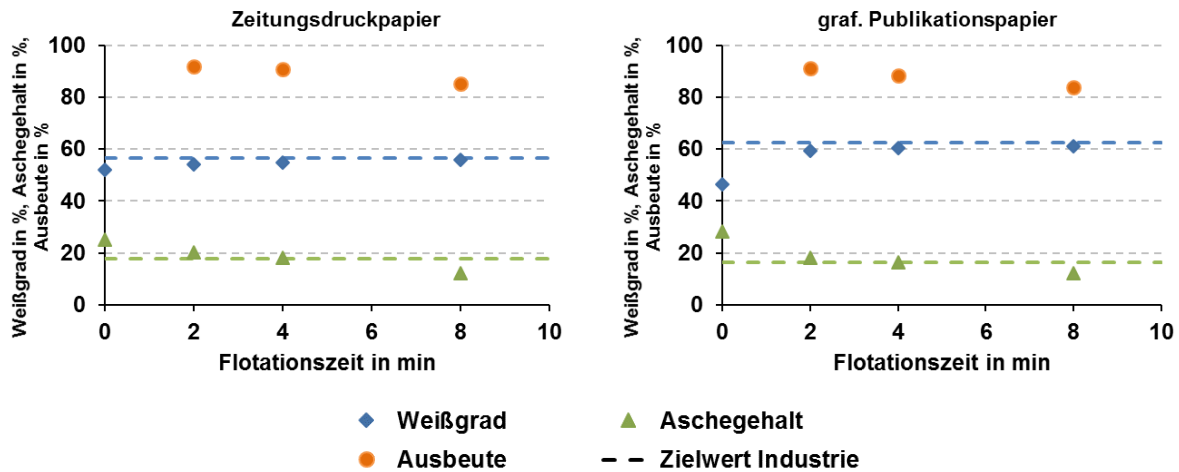 Zeitungsdruckpapier
Weißgrad in %, Aschegehalt in %,
Ausbeute in %
100
80
60
40
20
0
0 2 4 6 8 10
Flotationszeit in min
graf. Publikationspapier
Weißgrad in %, Aschegehalt in %,
Ausbeute in %
100
80
60
40
20
0
0 2 4 6 8 10
Flotationszeit in min
Weißgrad
Aschegehalt
Ausbeute
Zielwert Industrie